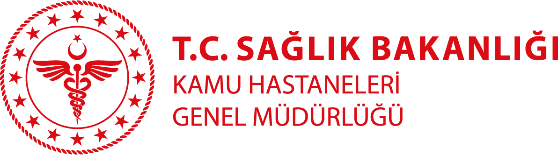 T.C. SAĞLIK BAKANLIĞI
KAMU HASTANELERİ
GENEL MÜDÜRLÜĞÜ